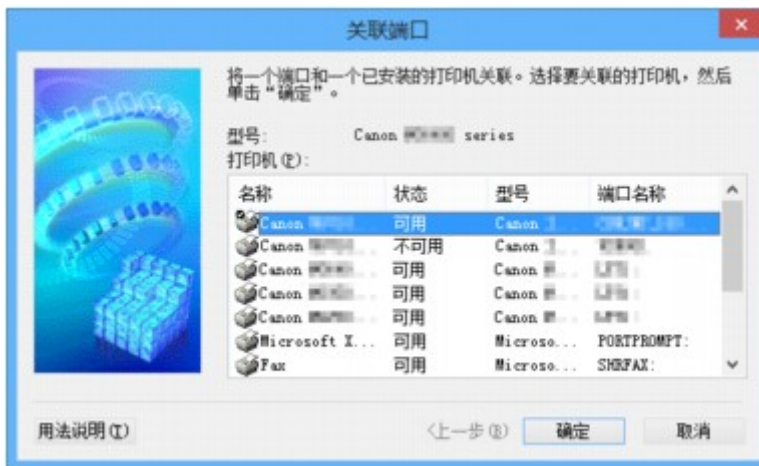 关联端口
将一个端口和一个已安装的打印机关联。选择要关联的打印机，然后
单击“确定”。
型号: Canon series
打印机(P):
名称 状态 型号 端口名称
Canon ... 可用 Canon ...
Canon ... 不可用 Canon ...
Canon ... 可用 Canon ...
Canon ... 可用 Canon ...
Canon ... 可用 Canon ...
Microsoft X... 可用 Microso... PORTPROMPT:
Fax 可用 Microso... SHRFAX:
用法说明(I) <上一步(B) 确定 取消